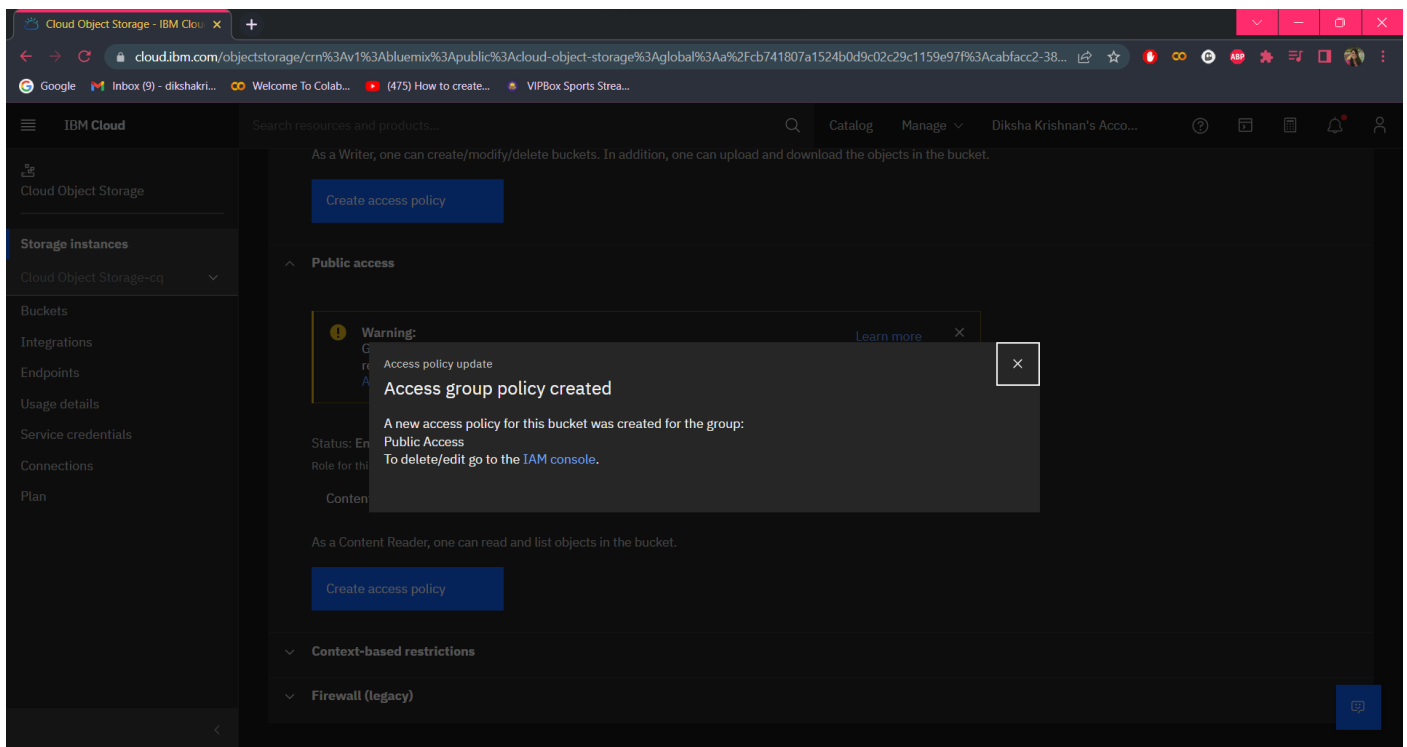 Cloud Object Storage - IBM Clou
cloud.ibm.com/objectstorage/crn%3Av1%3Abluemix%3Apublic%3Acloud-object-storage%3Aglobal%3Aa%2Fcb741807a1524b0d9c02c29c1159e97f%3Acabfacc2-38...
ABP
Google Inbox (9) - dikshakri... Welcome To Colab... (475) How to create... VIPBox Sports Strea...
IBM Cloud Search resources and products... Catalog Manage Diksha Krishnan's Acco...
Cloud Object Storage
Storage instances
Cloud Object Storage-cq
Buckets
Integrations
Endpoints
Usage details
Service credentials
Connections
Plan
As a Writer, one can create/modify/delete buckets. In addition, one can upload and download the objects in the bucket.
Create access policy
Public access
Warning:
Learn more
Access policy update
Access group policy created
A new access policy for this bucket was created for the group:
Public Access
To delete/edit go to the IAM console.
Status: En
Role for thi
Conten
As a Content Reader, one can read and list objects in the bucket.
Create access policy
Context-based restrictions
Firewall (legacy)